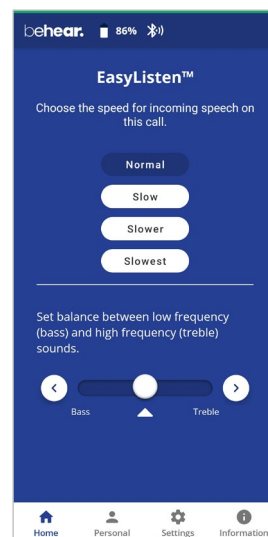 behear. 86%
EasyListen™
Choose the speed for incoming speech on
this call.
Normal
Slow
Slower
Slowest
Set balance between low frequency
(bass) and high frequency (treble)
sounds.
Bass Treble
Home Personal Settings Information